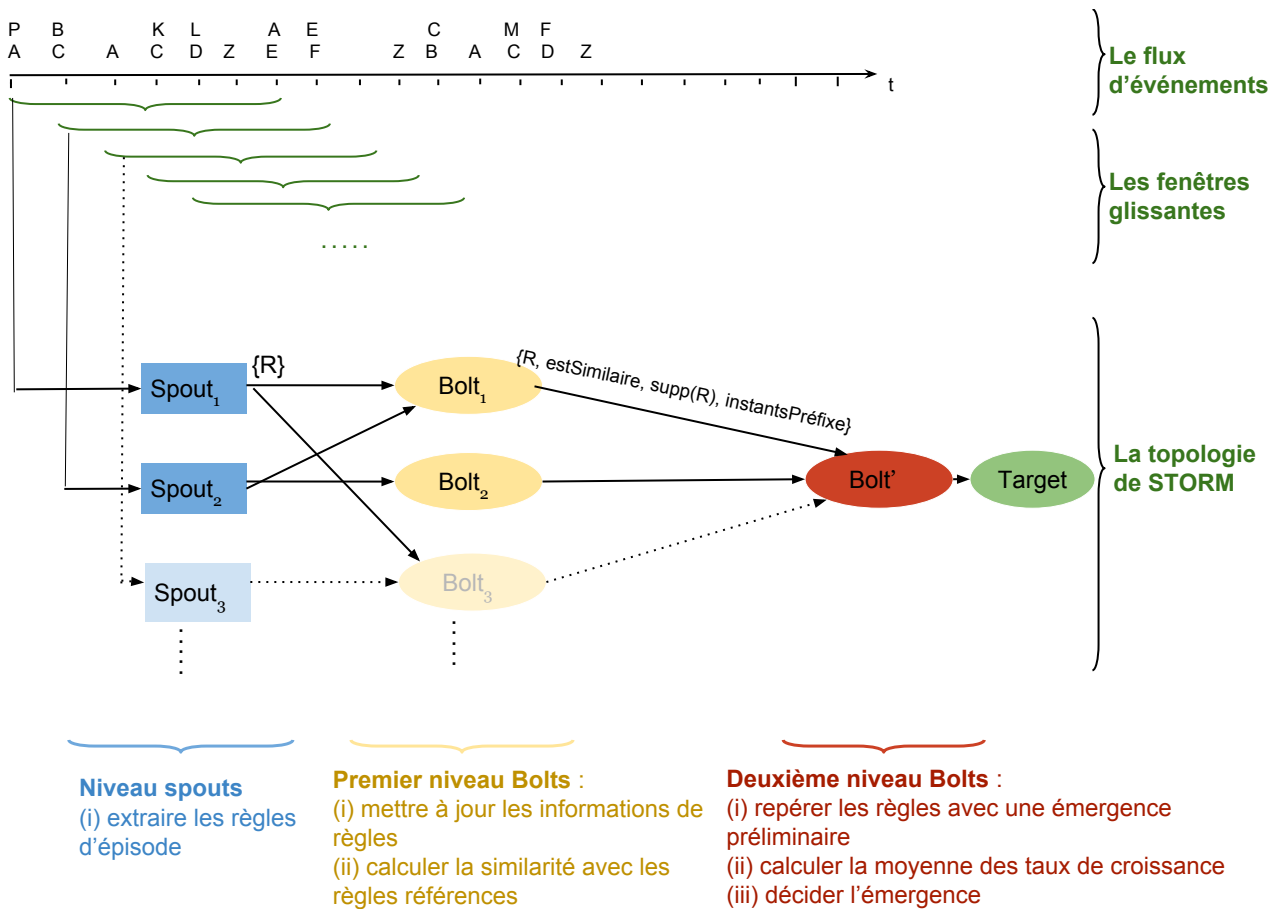 P B K L A E C M F
A C A C D Z E F Z B A C D Z
t
Le flux
d'événements
Les fenêtres
glissantes
.....
{R}
{R, estSimilaire, supp(R), instantsPréfixe}
Spout1
Bolt1
Spout2
Bolt2
Bolt'
Target
La topologie
de STORM
Spout3
Bolt3
Niveau spouts
(i) extraire les règles
d'épisode
Premier niveau Bolts :
(i) mettre à jour les informations de
règles
(ii) calculer la similarité avec les
règles références
Deuxième niveau Bolts :
(i) repérer les règles avec une émergence
préliminaire
(ii) calculer la moyenne des taux de croissance
(iii) décider l'émergence